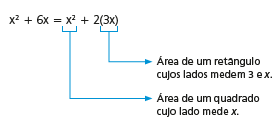 x² + 6x = x² + 2(3x)
Área de um retângulo
cujos lados medem 3 e x.
Área de um quadrado
cujo lado mede x.